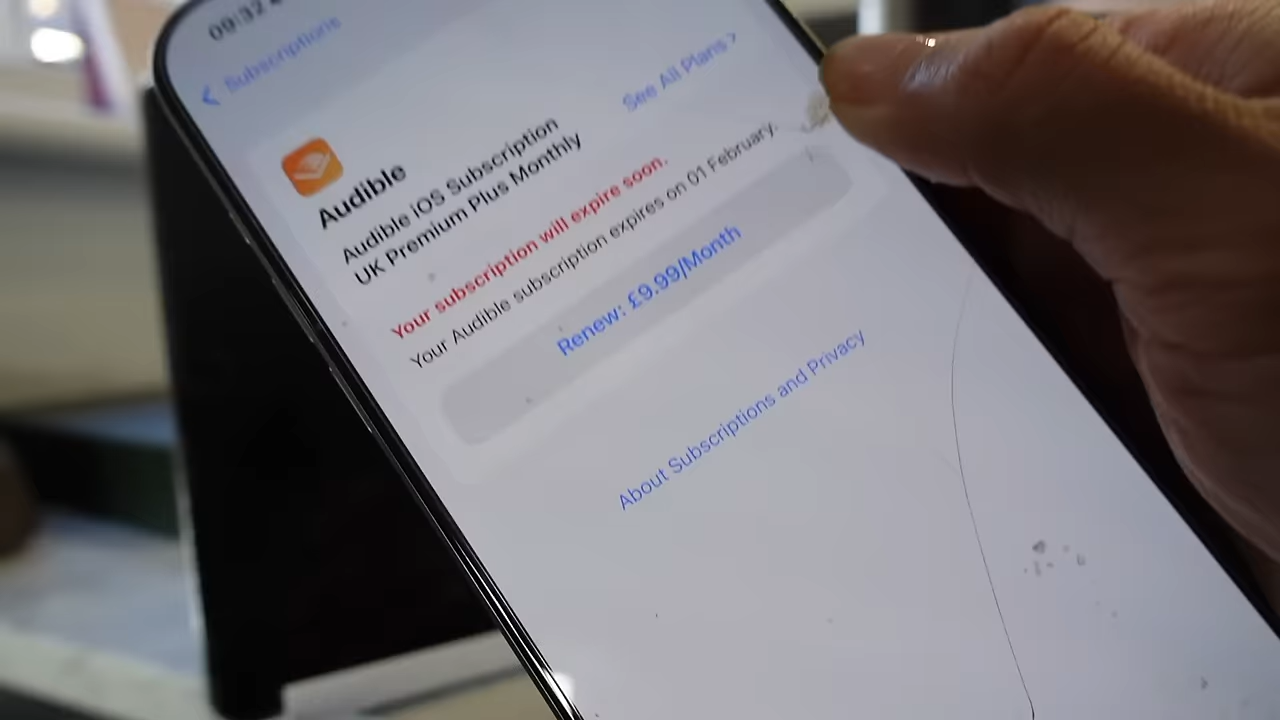 09:32
Subscriptions
See All Plans
Audible
Audible iOS Subscription
UK Premium Plus Monthly
Your subscription will expire soon.
Your Audible subscription expires on 01 February.
Renew: £9.99/Month
About Subscriptions and Privacy